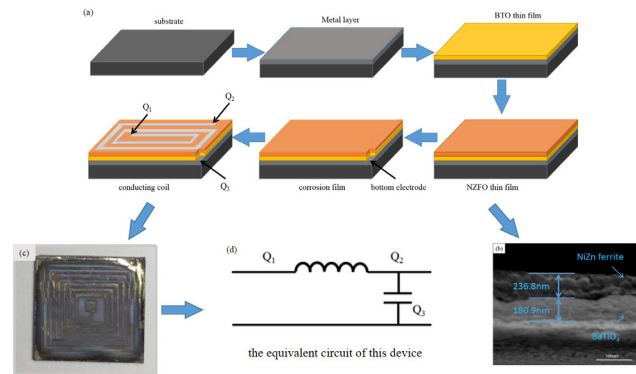 (a)
substrate
Metal layer
BTO thin film
Q1
Q2
Q3
conducting coil
corrosion film
bottom electrode
NZFO thin film
(c)
(d)
Q1
Q2
Q3
the equivalent circuit of this device
(b)
NiZn ferrite
236.8nm
180.9nm
BaTiO3